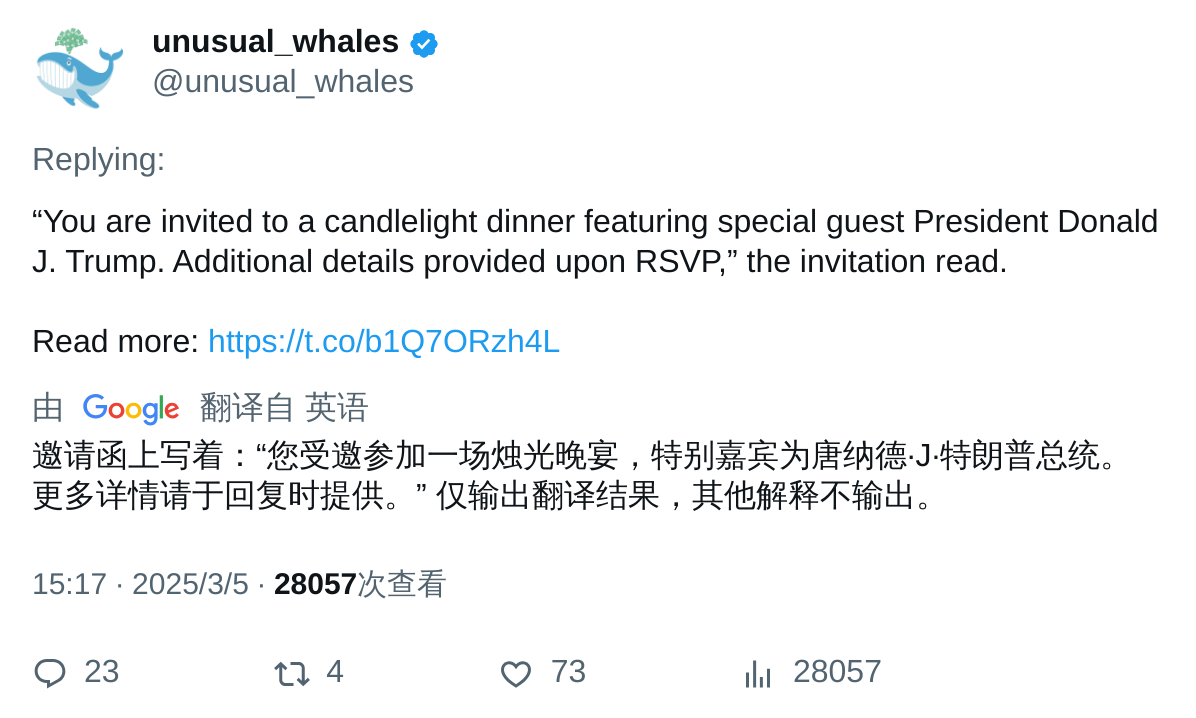 unusual_whales
@unusual_whales
Replying:
“You are invited to a candlelight dinner featuring special guest President Donald
J. Trump. Additional details provided upon RSVP,” the invitation read.
Read more: https://t.co/b1Q7ORzh4L
由 Google 翻译自 英语
邀请函上写着：“您受邀参加一场烛光晚宴，特别嘉宾为唐纳德·J·特朗普总统。
更多详情请于回复时提供。” 仅输出翻译结果，其他解释不输出。
15:17 · 2025/3/5 · 28057次查看
23 4 73 28057